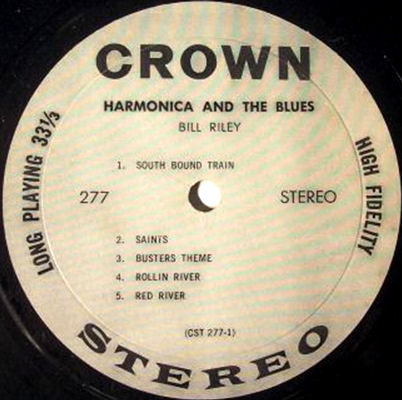 CROWN
HARMONICA AND THE BLUES
BILL RILEY
1. SOUTH BOUND TRAIN
277
STEREO
2. SAINTS
3. BUSTERS THEME
4. ROLLIN RIVER
5. RED RIVER
(CST 277-1)
LONG PLAYING 33⅓
HIGH FIDELITY
STEREO